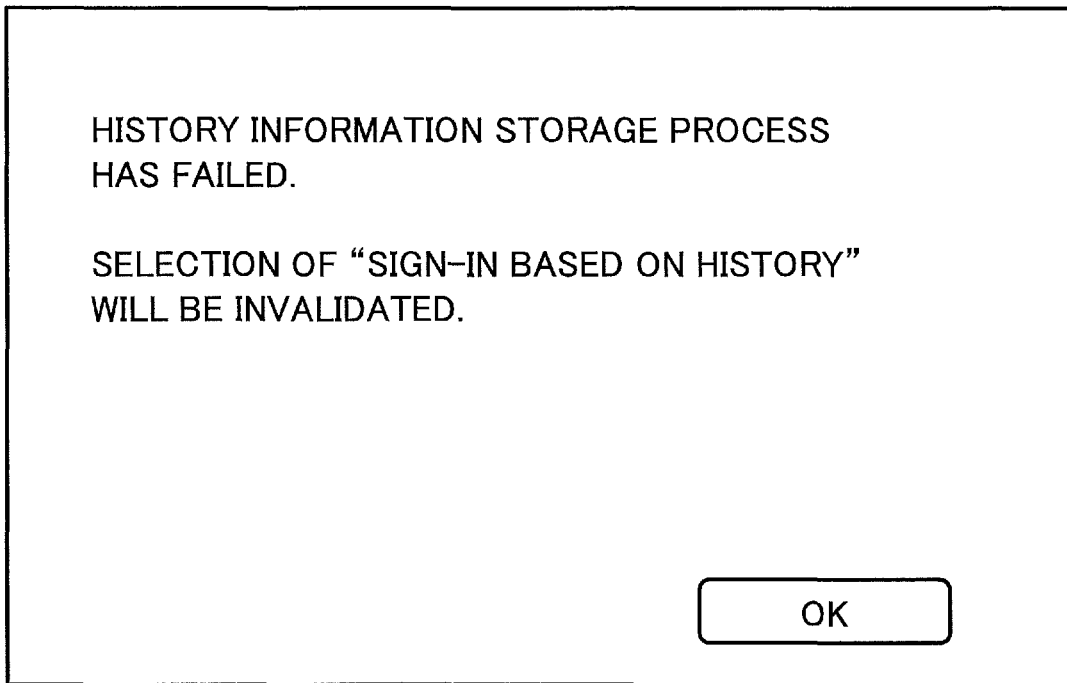 HISTORY INFORMATION STORAGE PROCESS
HAS FAILED.
SELECTION OF “SIGN-IN BASED ON HISTORY”
WILL BE INVALIDATED.
OK